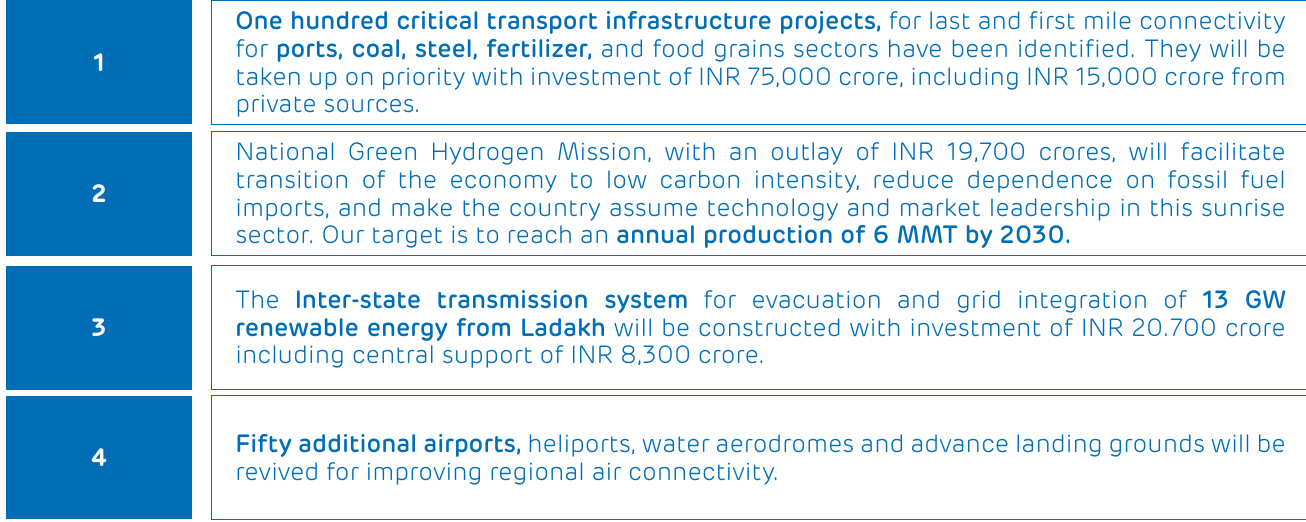 1
One hundred critical transport infrastructure projects, for last and first mile connectivity
for ports, coal, steel, fertilizer, and food grains sectors have been identified. They will be
taken up on priority with investment of INR 75,000 crore, including INR 15,000 crore from
private sources.
2
National Green Hydrogen Mission, with an outlay of INR 19,700 crores, will facilitate
transition of the economy to low carbon intensity, reduce dependence on fossil fuel
imports, and make the country assume technology and market leadership in this sunrise
sector. Our target is to reach an annual production of 6 MMT by 2030.
3
The Inter-state transmission system for evacuation and grid integration of 13 GW
renewable energy from Ladakh will be constructed with investment of INR 20.700 crore
including central support of INR 8,300 crore.
4
Fifty additional airports, heliports, water aerodromes and advance landing grounds will be
revived for improving regional air connectivity.